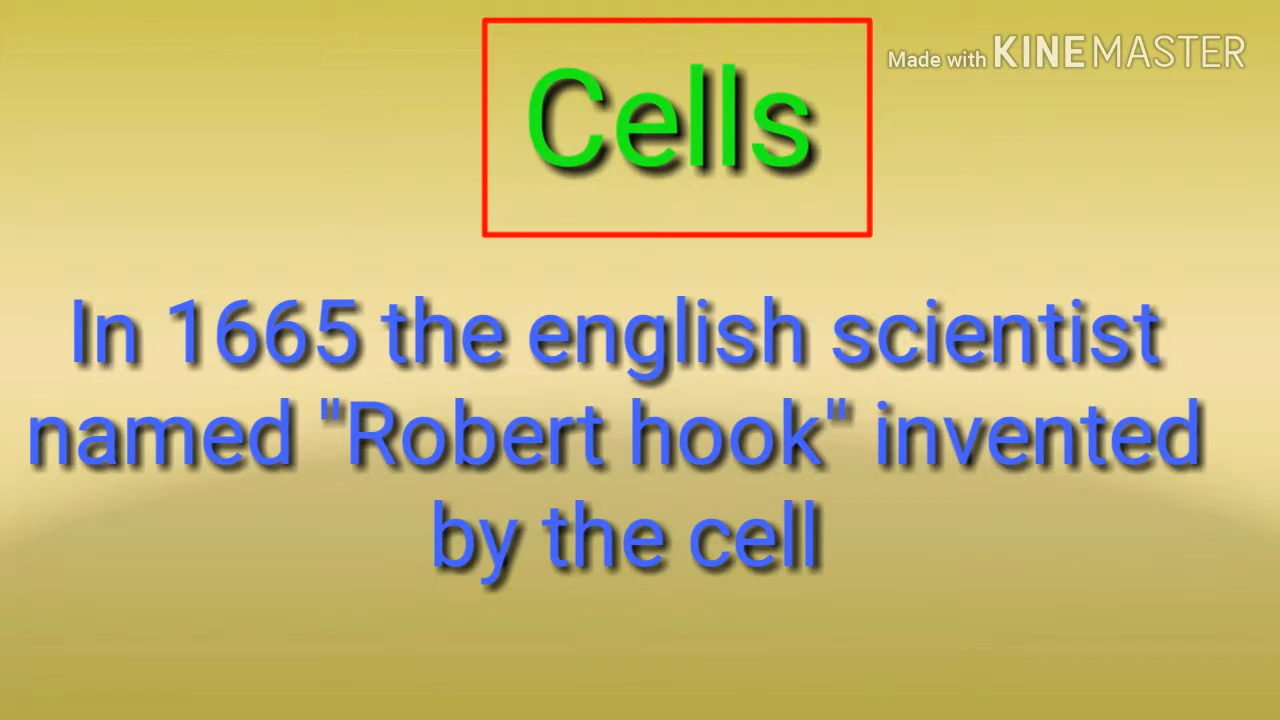 Made with KINEMASTER
Cells
In 1665 the english scientist
named "Robert hook" invented
by the cell